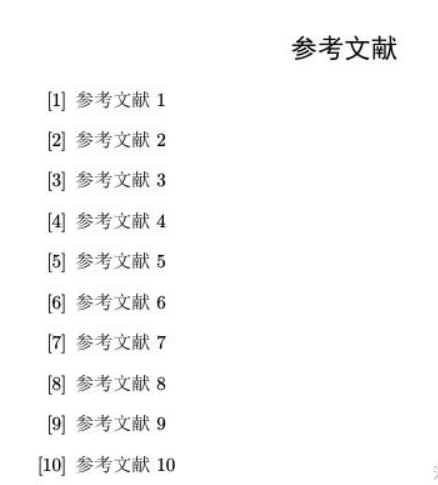 参考文献
[1] 参考文献 1
[2] 参考文献 2
[3] 参考文献 3
[4] 参考文献 4
[5] 参考文献 5
[6] 参考文献 6
[7] 参考文献 7
[8] 参考文献 8
[9] 参考文献 9
[10] 参考文献 10